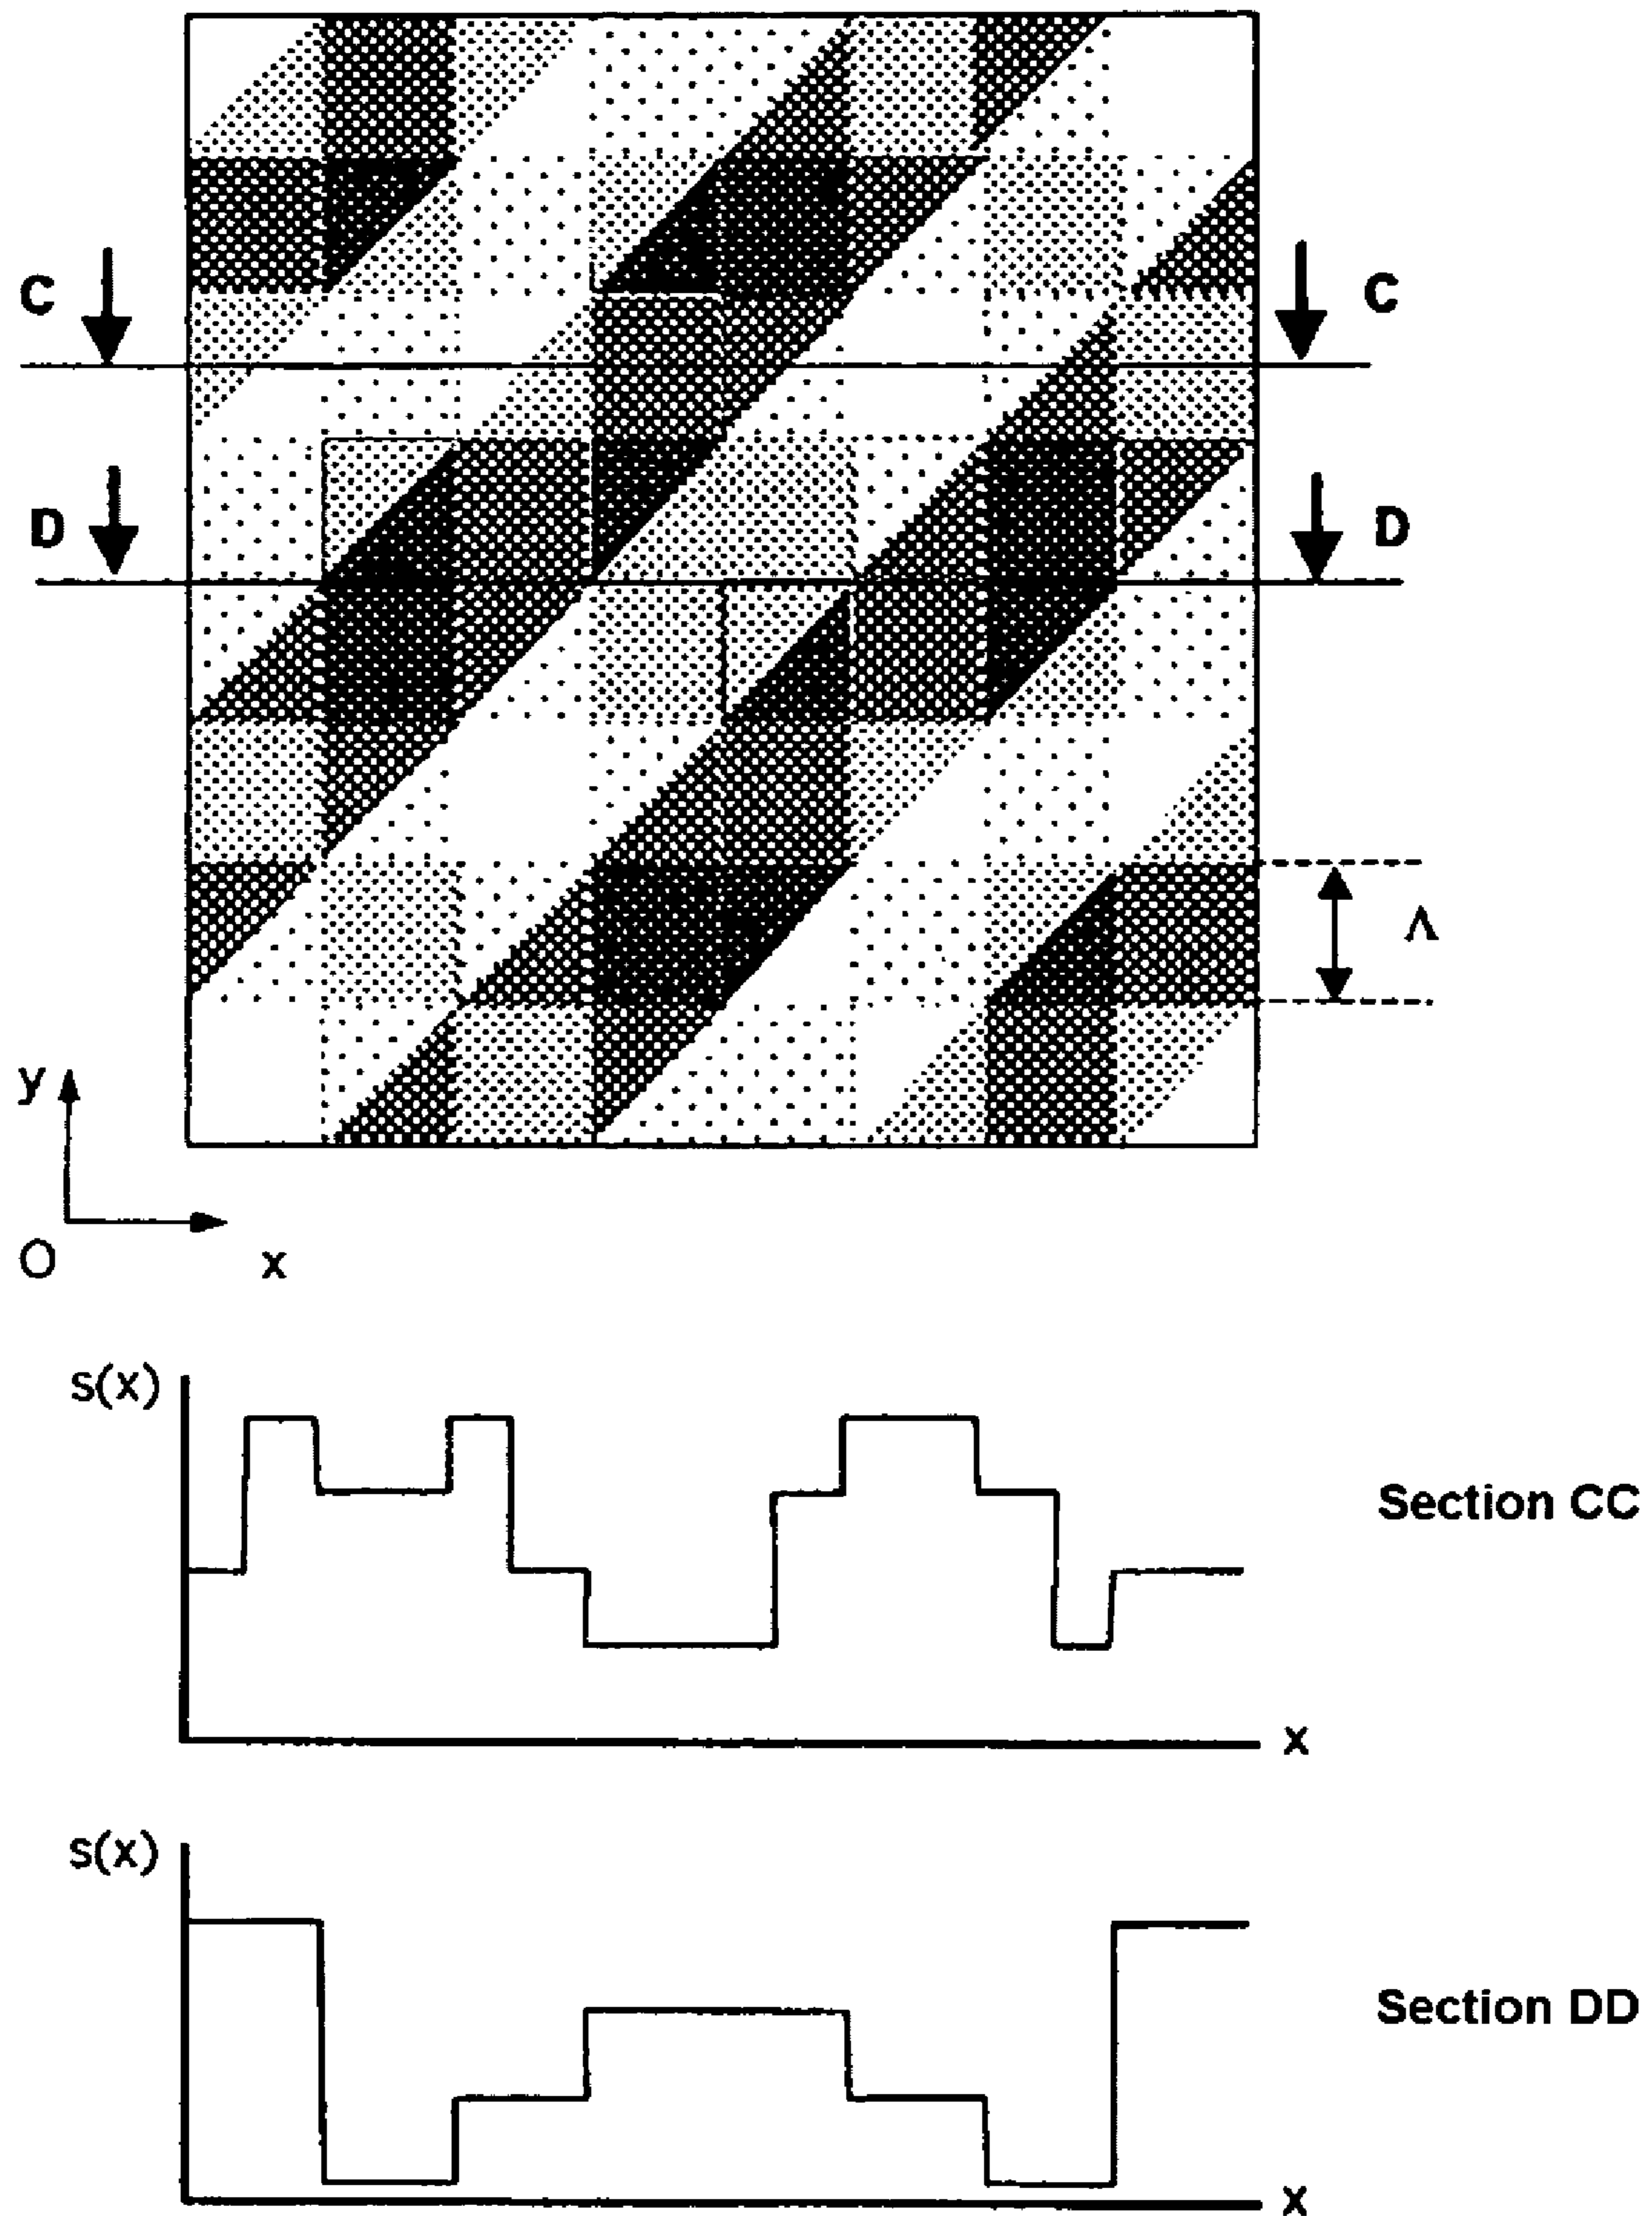 C C
D D
Λ
y
O x
s(x)
Section CC
x
s(x)
Section DD
x